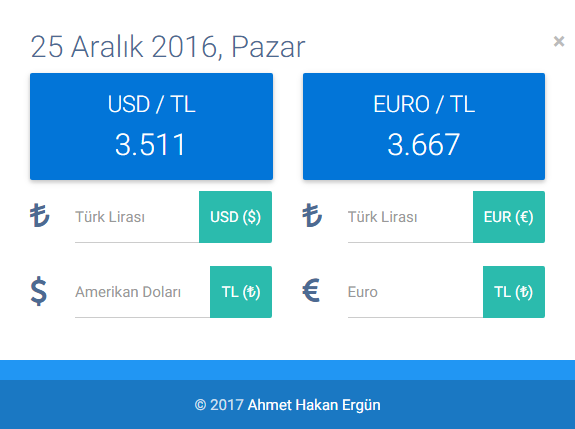 25 Aralık 2016, Pazar
×
USD / TL
3.511
EURO / TL
3.667
₺ Türk Lirası USD ($)
₺ Türk Lirası EUR (€)
$ Amerikan Doları TL (₺)
€ Euro TL (₺)
© 2017 Ahmet Hakan Ergün